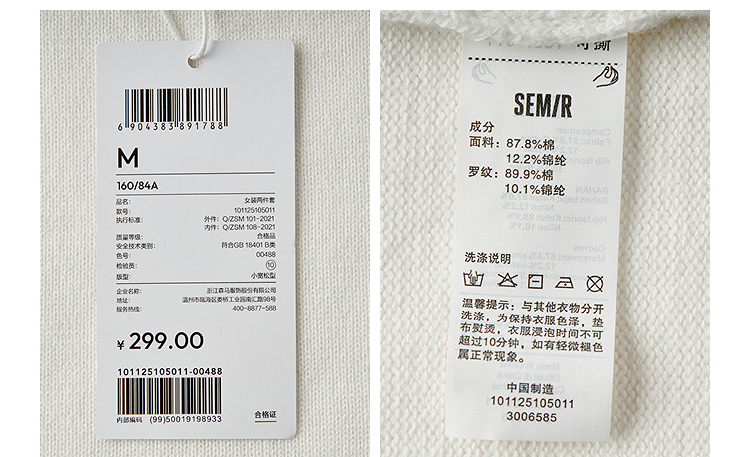 6 904383 891788
M
160/84A
品名: 女装两件套
款号: 101125105011
执行标准: 外件: Q/ZSM 101-2021
内件: Q/ZSM 108-2021
质量等级: 合格品
安全技术类别: 符合GB 18401 B类
色号: 00488
检验员: 10
版型: 小宽松型
企业名称: 浙江森马服饰股份有限公司
地址: 温州市瓯海区娄桥工业园南汇路98号
服务热线: 400-8877-588
¥ 299.00
101125105011-00488
内部编码 (99)50019198933
合格证
可撕
SEMIR
成分
面料: 87.8%棉
12.2%锦纶
罗纹: 89.9%棉
10.1%锦纶
洗涤说明
温馨提示: 与其他衣物分开
洗涤, 为保持衣服色泽, 垫
布熨烫, 衣服浸泡时间不可
超过10分钟, 如有轻微褪色
属正常现象。
中国制造
101125105011
3006585